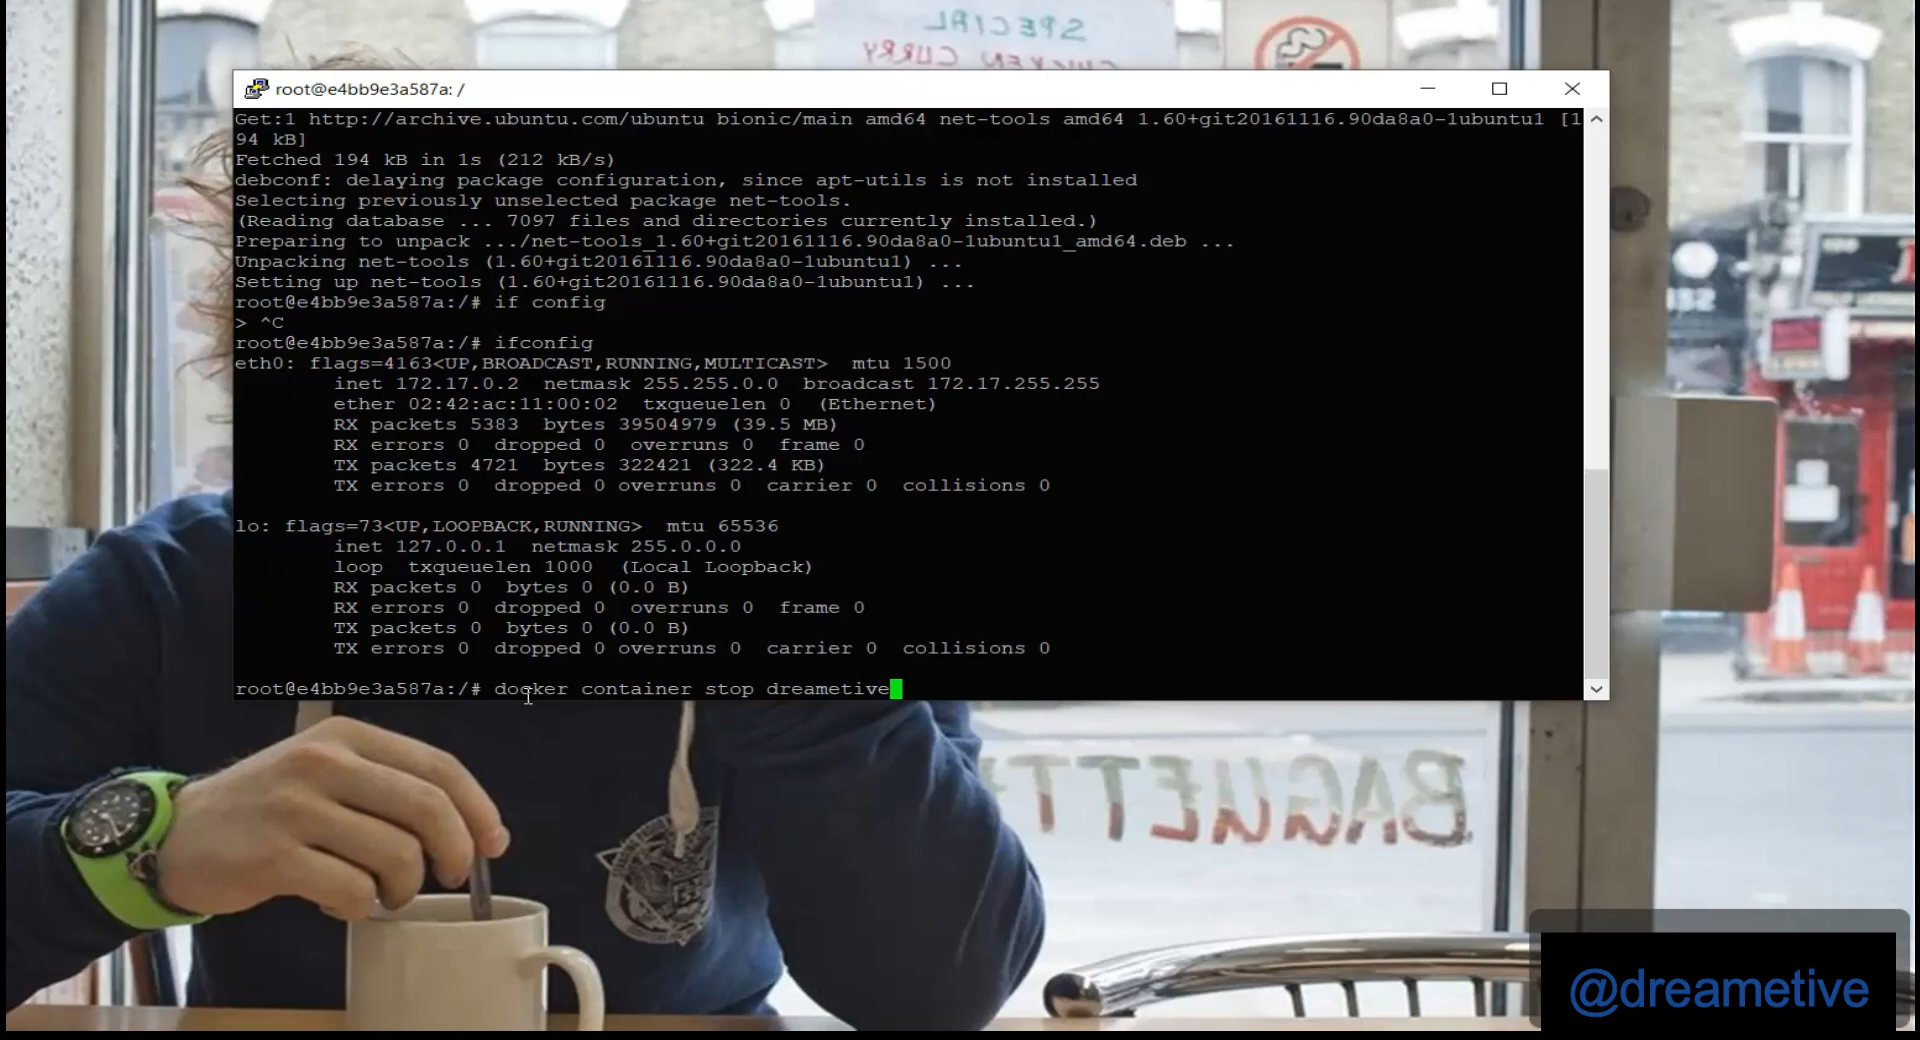 SPECIAL
CHICKEN CURRY
root@e4bb9e3a587a: /
Get:1 http://archive.ubuntu.com/ubuntu bionic/main amd64 net-tools amd64 1.60+git20161116.90da8a0-1ubuntu1 [1
94 kB]
Fetched 194 kB in 1s (212 kB/s)
debconf: delaying package configuration, since apt-utils is not installed
Selecting previously unselected package net-tools.
(Reading database ... 7097 files and directories currently installed.)
Preparing to unpack .../net-tools_1.60+git20161116.90da8a0-1ubuntu1_amd64.deb ...
Unpacking net-tools (1.60+git20161116.90da8a0-1ubuntu1) ...
Setting up net-tools (1.60+git20161116.90da8a0-1ubuntu1) ...
root@e4bb9e3a587a:/# if config
> ^C
root@e4bb9e3a587a:/# ifconfig
eth0: flags=4163<UP,BROADCAST,RUNNING,MULTICAST>  mtu 1500
        inet 172.17.0.2  netmask 255.255.0.0  broadcast 172.17.255.255
        ether 02:42:ac:11:00:02  txqueuelen 0  (Ethernet)
        RX packets 5383  bytes 39504979 (39.5 MB)
        RX errors 0  dropped 0  overruns 0  frame 0
        TX packets 4721  bytes 322421 (322.4 KB)
        TX errors 0  dropped 0 overruns 0  carrier 0  collisions 0
lo: flags=73<UP,LOOPBACK,RUNNING>  mtu 65536
        inet 127.0.0.1  netmask 255.0.0.0
        loop  txqueuelen 1000  (Local Loopback)
        RX packets 0  bytes 0 (0.0 B)
        RX errors 0  dropped 0  overruns 0  frame 0
        TX packets 0  bytes 0 (0.0 B)
        TX errors 0  dropped 0 overruns 0  carrier 0  collisions 0
root@e4bb9e3a587a:/# docker container stop dreametive
BAGUETT
@dreametive